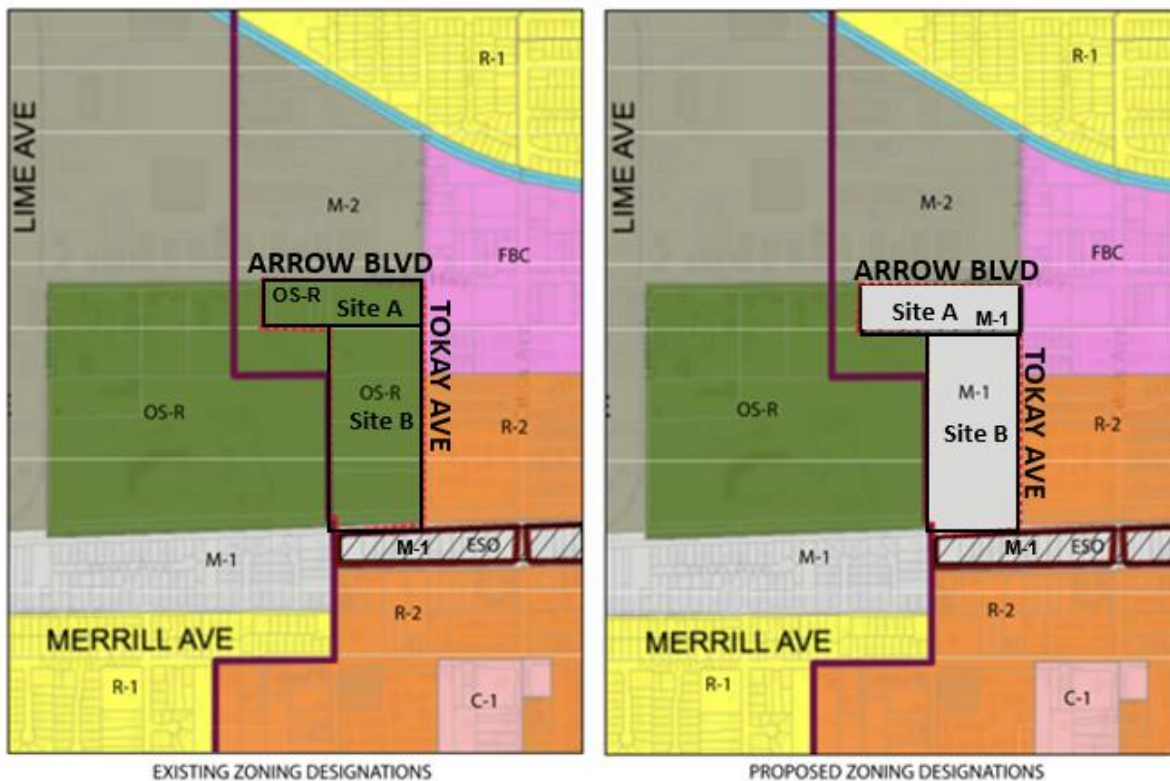 R-1
LIME AVE
M-2
FBC
ARROW BLVD
OS-R
Site A
TOKAY AVE
OS-R
OS-R
Site B
R-2
M-1
M-1
ESO
R-2
MERRILL AVE
R-1
C-1
EXISTING ZONING DESIGNATIONS
R-1
LIME AVE
M-2
FBC
ARROW BLVD
Site A
M-1
TOKAY AVE
M-1
OS-R
Site B
R-2
M-1
M-1
ESO
R-2
MERRILL AVE
R-1
C-1
PROPOSED ZONING DESIGNATIONS